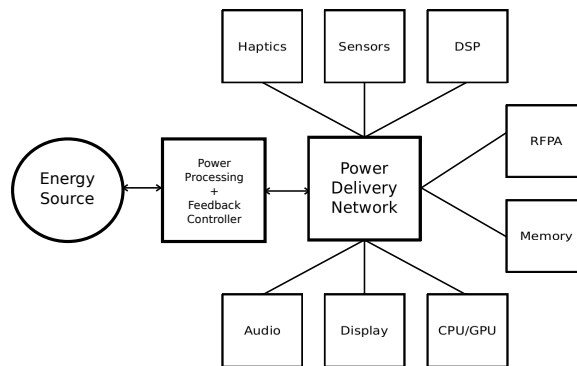 Haptics
Sensors
DSP
Energy
Source
Power
Processing
+
Feedback
Controller
Power
Delivery
Network
RFPA
Memory
Audio
Display
CPU/GPU